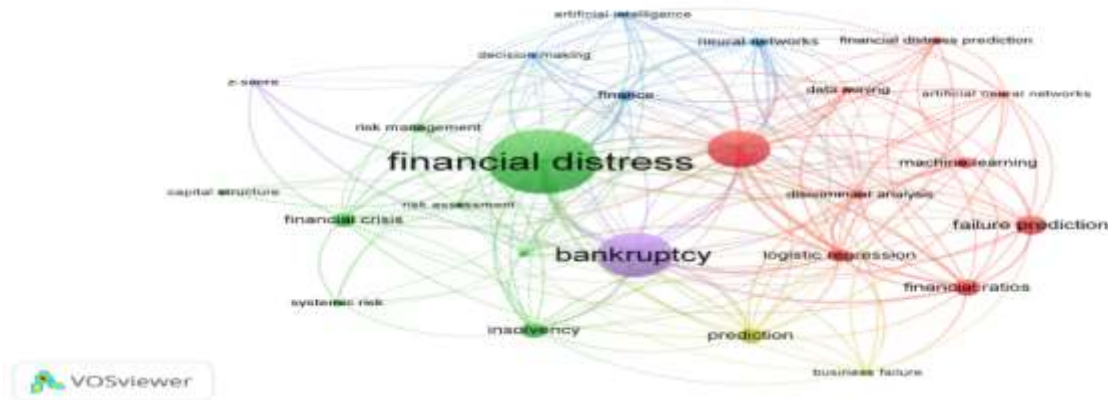 artificial intelligence
decision making
neural networks
financial distress prediction
z-score
finance
data mining
artificial neural networks
risk management
financial distress
machine learning
capital structure
risk assessment
discriminant analysis
financial crisis
failure prediction
bankruptcy
logistic regression
financial ratios
systemic risk
insolvency
prediction
business failure
VOSviewer